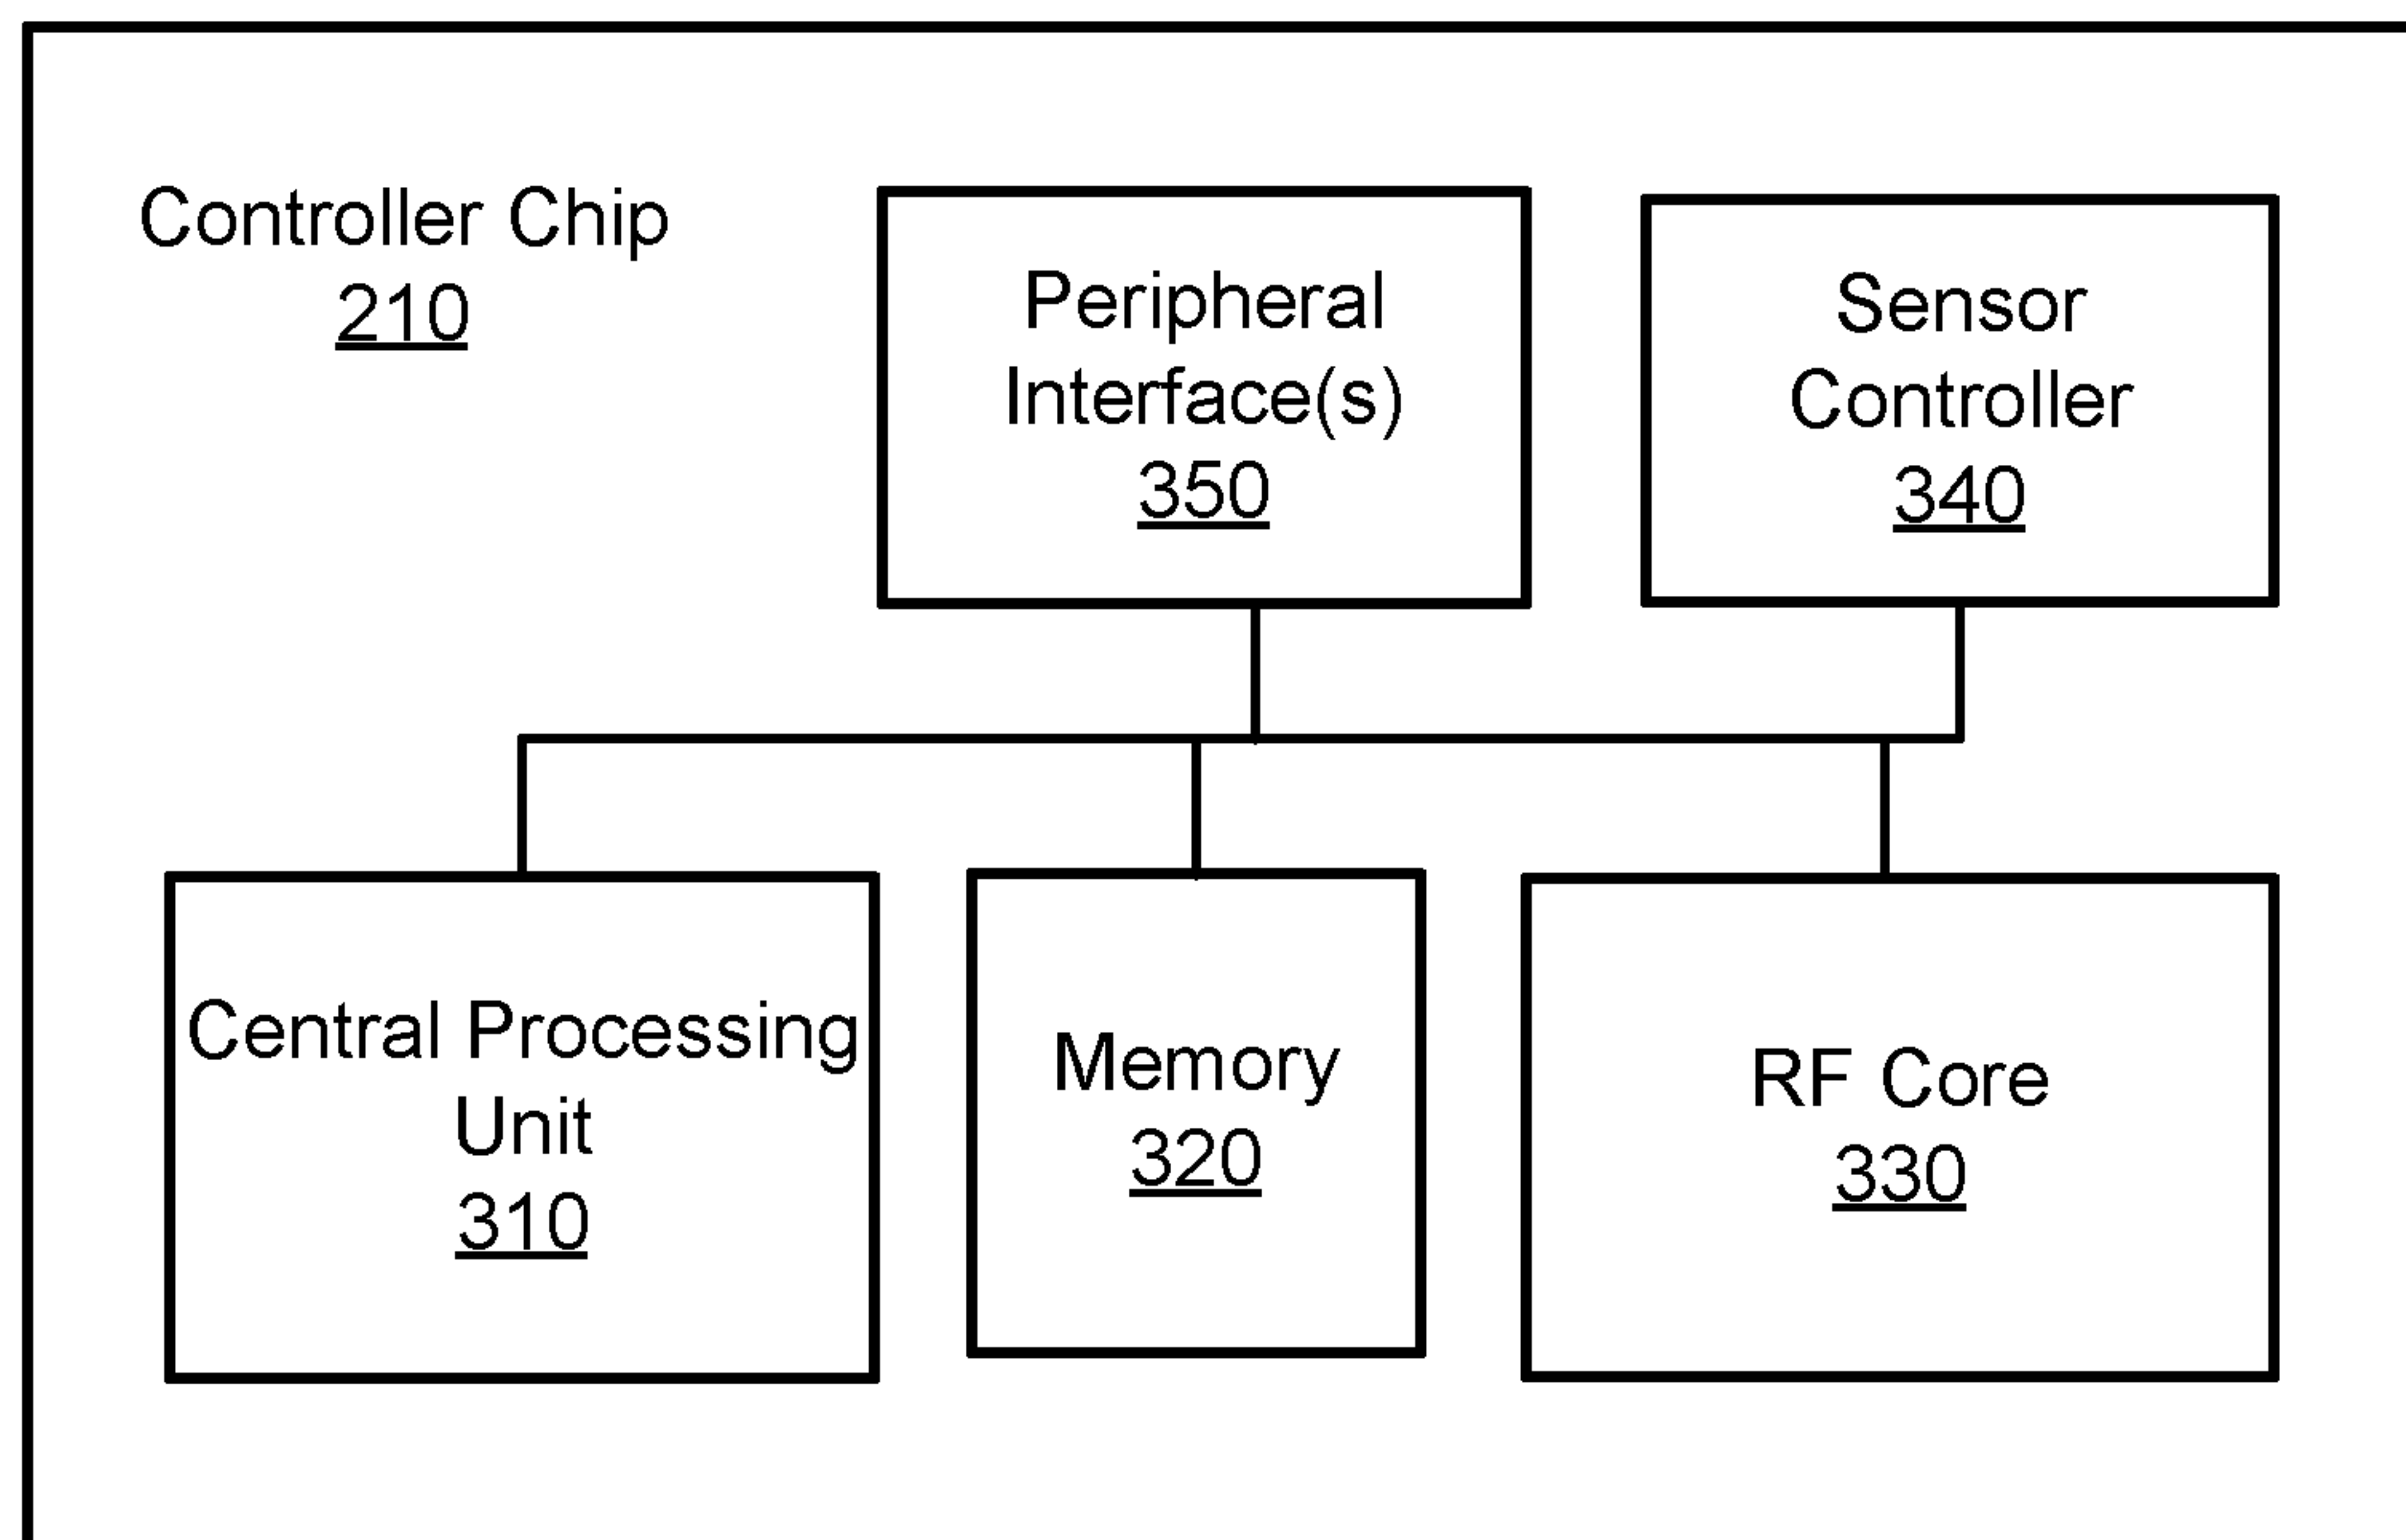 Controller Chip
210
Peripheral
Interface(s)
350
Sensor
Controller
340
Central Processing
Unit
310
Memory
320
RF Core
330